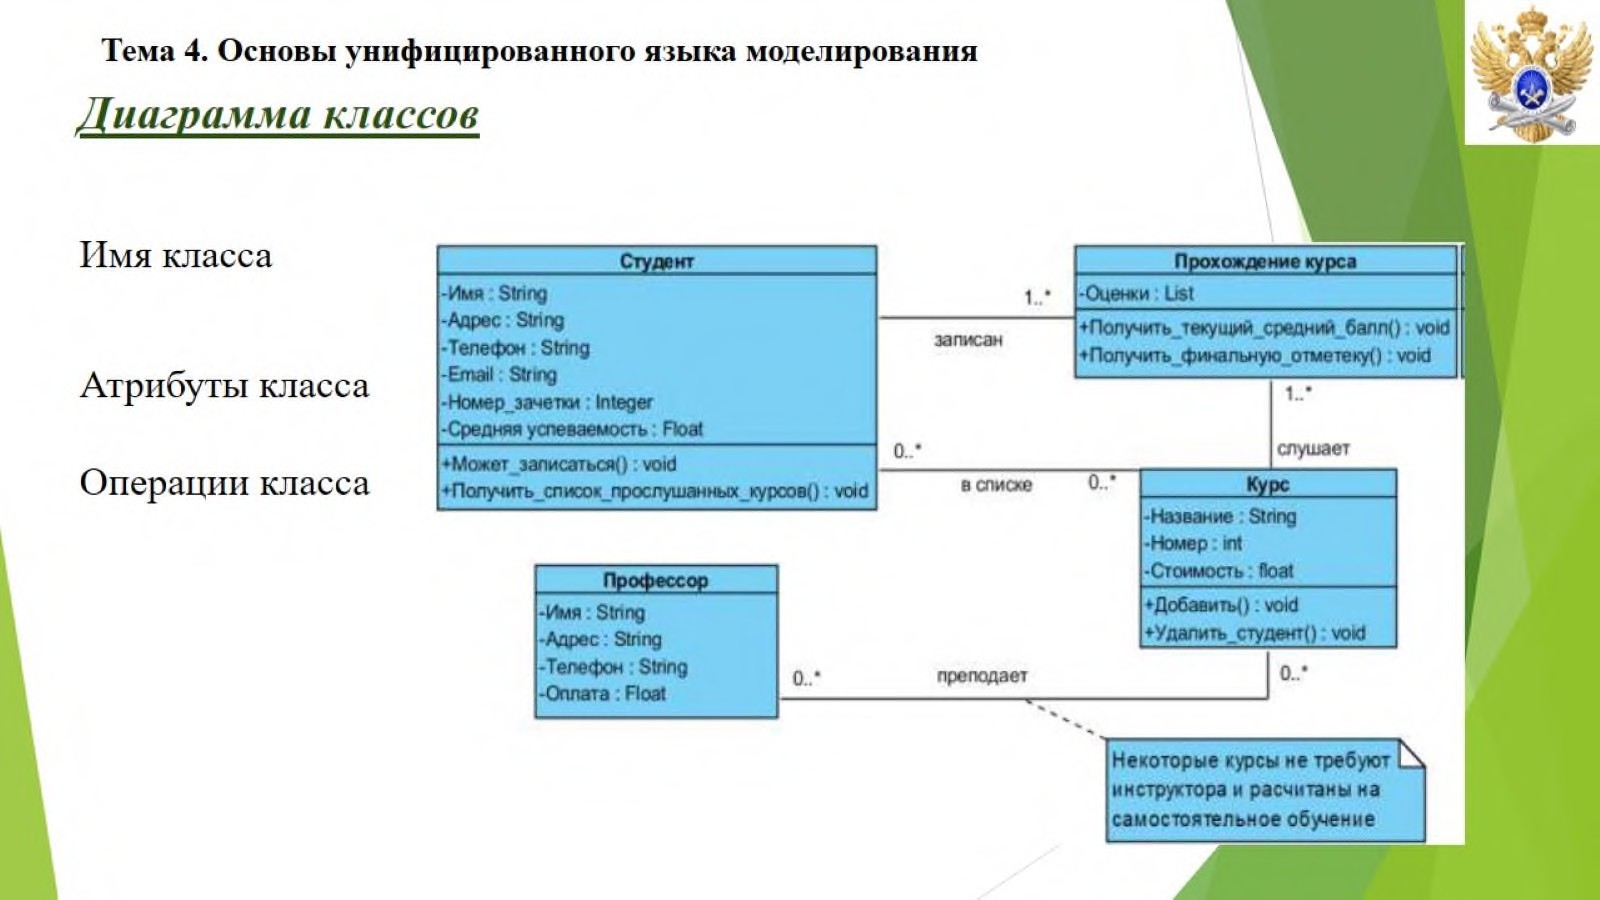 Тема 4. Основы унифицированного языка моделирования
Диаграмма классов
Имя класса
Атрибуты класса
Операции класса
Студент
-Имя : String
-Адрес : String
-Телефон : String
-Email : String
-Номер_зачетки : Integer
-Средняя успеваемость : Float
+Может_записаться() : void
+Получить_список_прослушанных_курсов() : void
1..*
записан
Прохождение курса
-Оценки : List
+Получить_текущий_средний_балл() : void
+Получить_финальную_отметеку() : void
1..*
слушает
0..*
в списке
0..*
Курс
-Название : String
-Номер : int
-Стоимость : float
+Добавить() : void
+Удалить_студент() : void
Профессор
-Имя : String
-Адрес : String
-Телефон : String
-Оплата : Float
0..*
преподает
0..*
Некоторые курсы не требуют
инструктора и расчитаны на
самостоятельное обучение